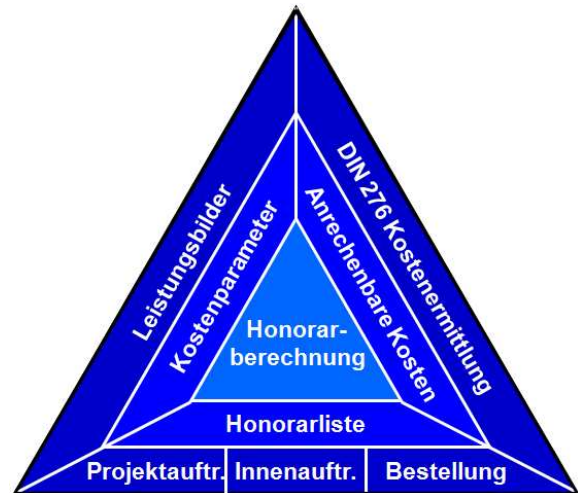 Leistungsbilder
Kostenparameter
Anrechenbare Kosten
DIN 276 Kostenermittlung
Honorar-
berechnung
Honorarliste
Projektauftr. Innenauftr. Bestellung